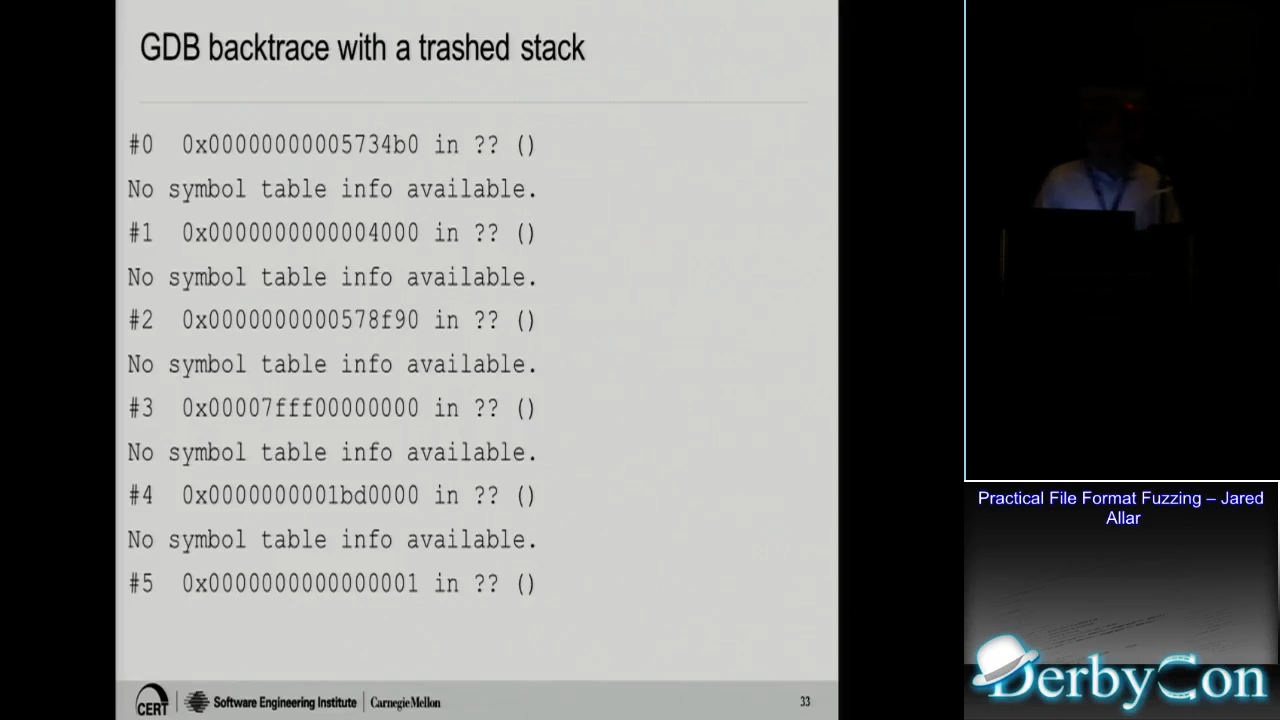 GDB backtrace with a trashed stack
#0 0x00000000005734b0 in ?? ()
No symbol table info available.
#1 0x0000000000004000 in ?? ()
No symbol table info available.
#2 0x0000000000578f90 in ?? ()
No symbol table info available.
#3 0x00007fff00000000 in ?? ()
No symbol table info available.
#4 0x0000000001bd0000 in ?? ()
No symbol table info available.
#5 0x0000000000000001 in ?? ()
CERT
Software Engineering Institute
CarnegieMellon
33
Practical File Format Fuzzing – Jared
Allar
DerbyCon